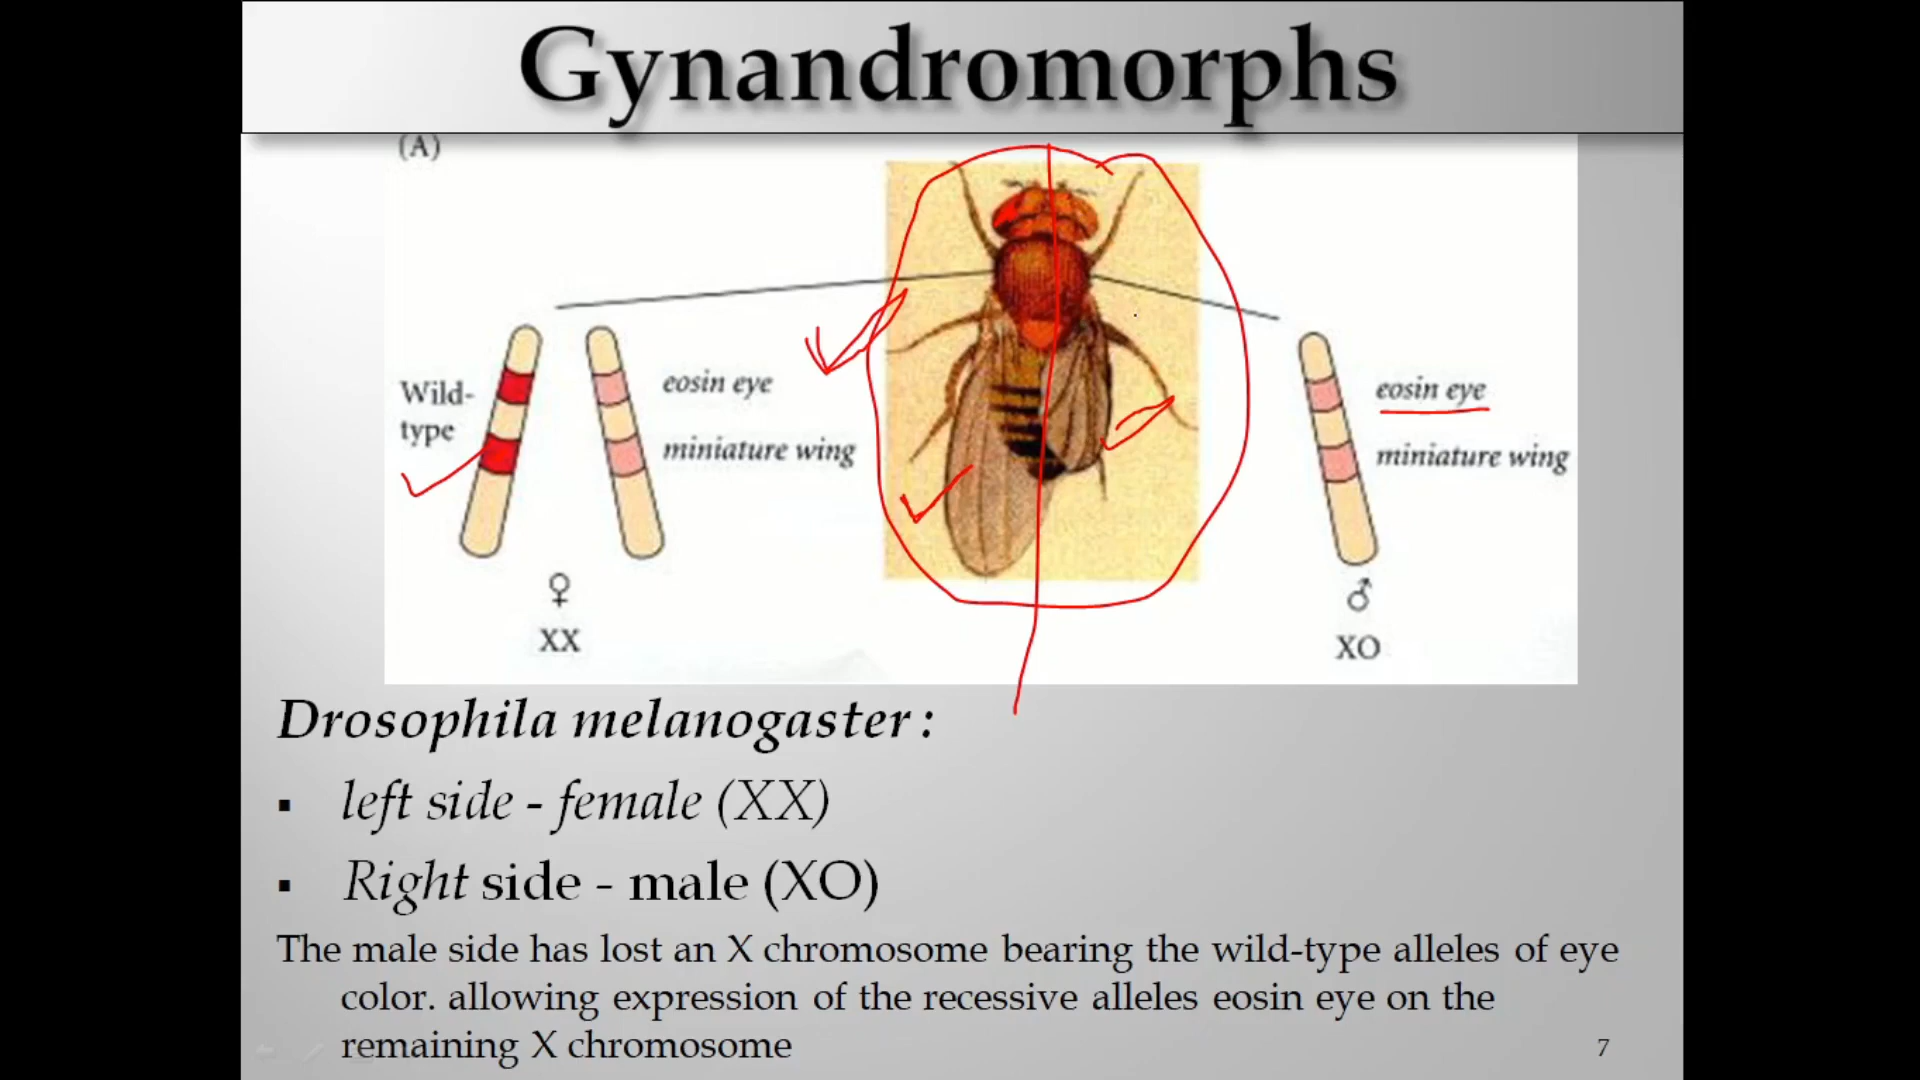 Gynandromorphs
(A)
Wild-
type
eosin eye
miniature wing
♀
XX
eosin eye
miniature wing
♂
XO
Drosophila melanogaster :
▪ left side - female (XX)
▪ Right side - male (XO)
The male side has lost an X chromosome bearing the wild-type alleles of eye
color. allowing expression of the recessive alleles eosin eye on the
remaining X chromosome
7